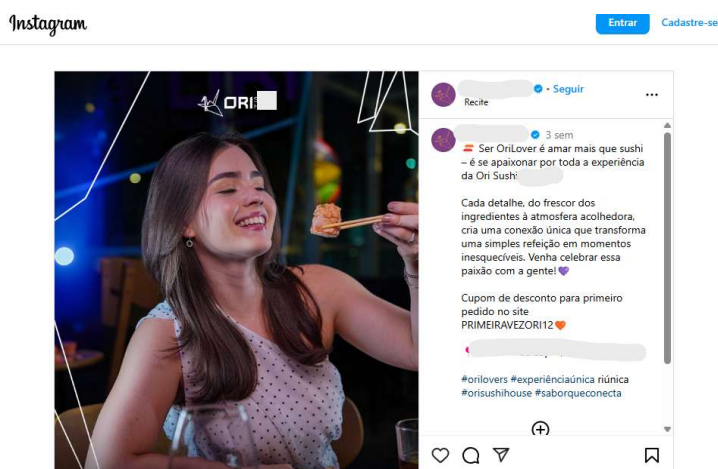 Instagram
Entrar
Cadastre-se
ORI
• Seguir
Recife
3 sem
Ser OriLover é amar mais que sushi
– é se apaixonar por toda a experiência
da Ori Sushi
Cada detalhe, do frescor dos
ingredientes à atmosfera acolhedora,
cria uma conexão única que transforma
uma simples refeição em momentos
inesquecíveis. Venha celebrar essa
paixão com a gente!
Cupom de desconto para primeiro
pedido no site
PRIMEIRAVEZORI12
#orilovers #experiênciaúnica riúnica
#orisushihouse #saborqueconecta